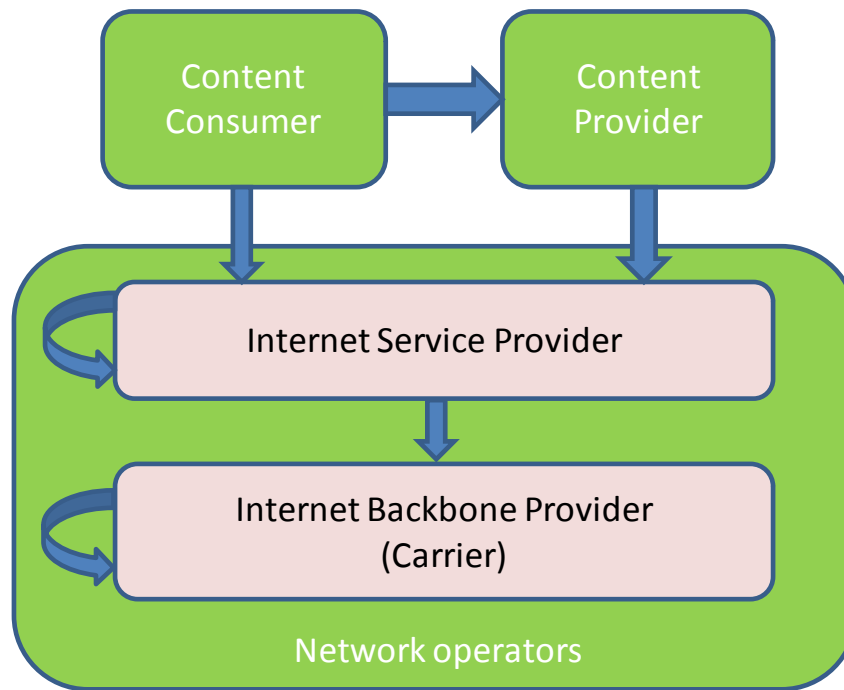 Content
Consumer
Content
Provider
Internet Service Provider
Internet Backbone Provider
(Carrier)
Network operators